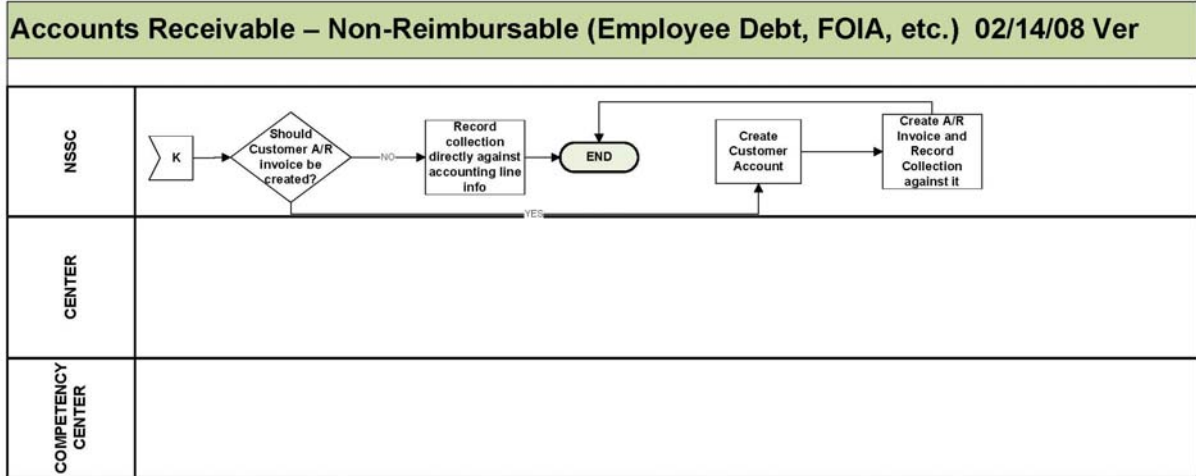 Accounts Receivable – Non-Reimbursable (Employee Debt, FOIA, etc.) 02/14/08 Ver
NSSC
K
Should
Customer A/R
invoice be
created?
NO
Record
collection
directly against
accounting line
info
END
Create
Customer
Account
Create A/R
Invoice and
Record
Collection
against it
YES
CENTER
COMPETENCY
CENTER